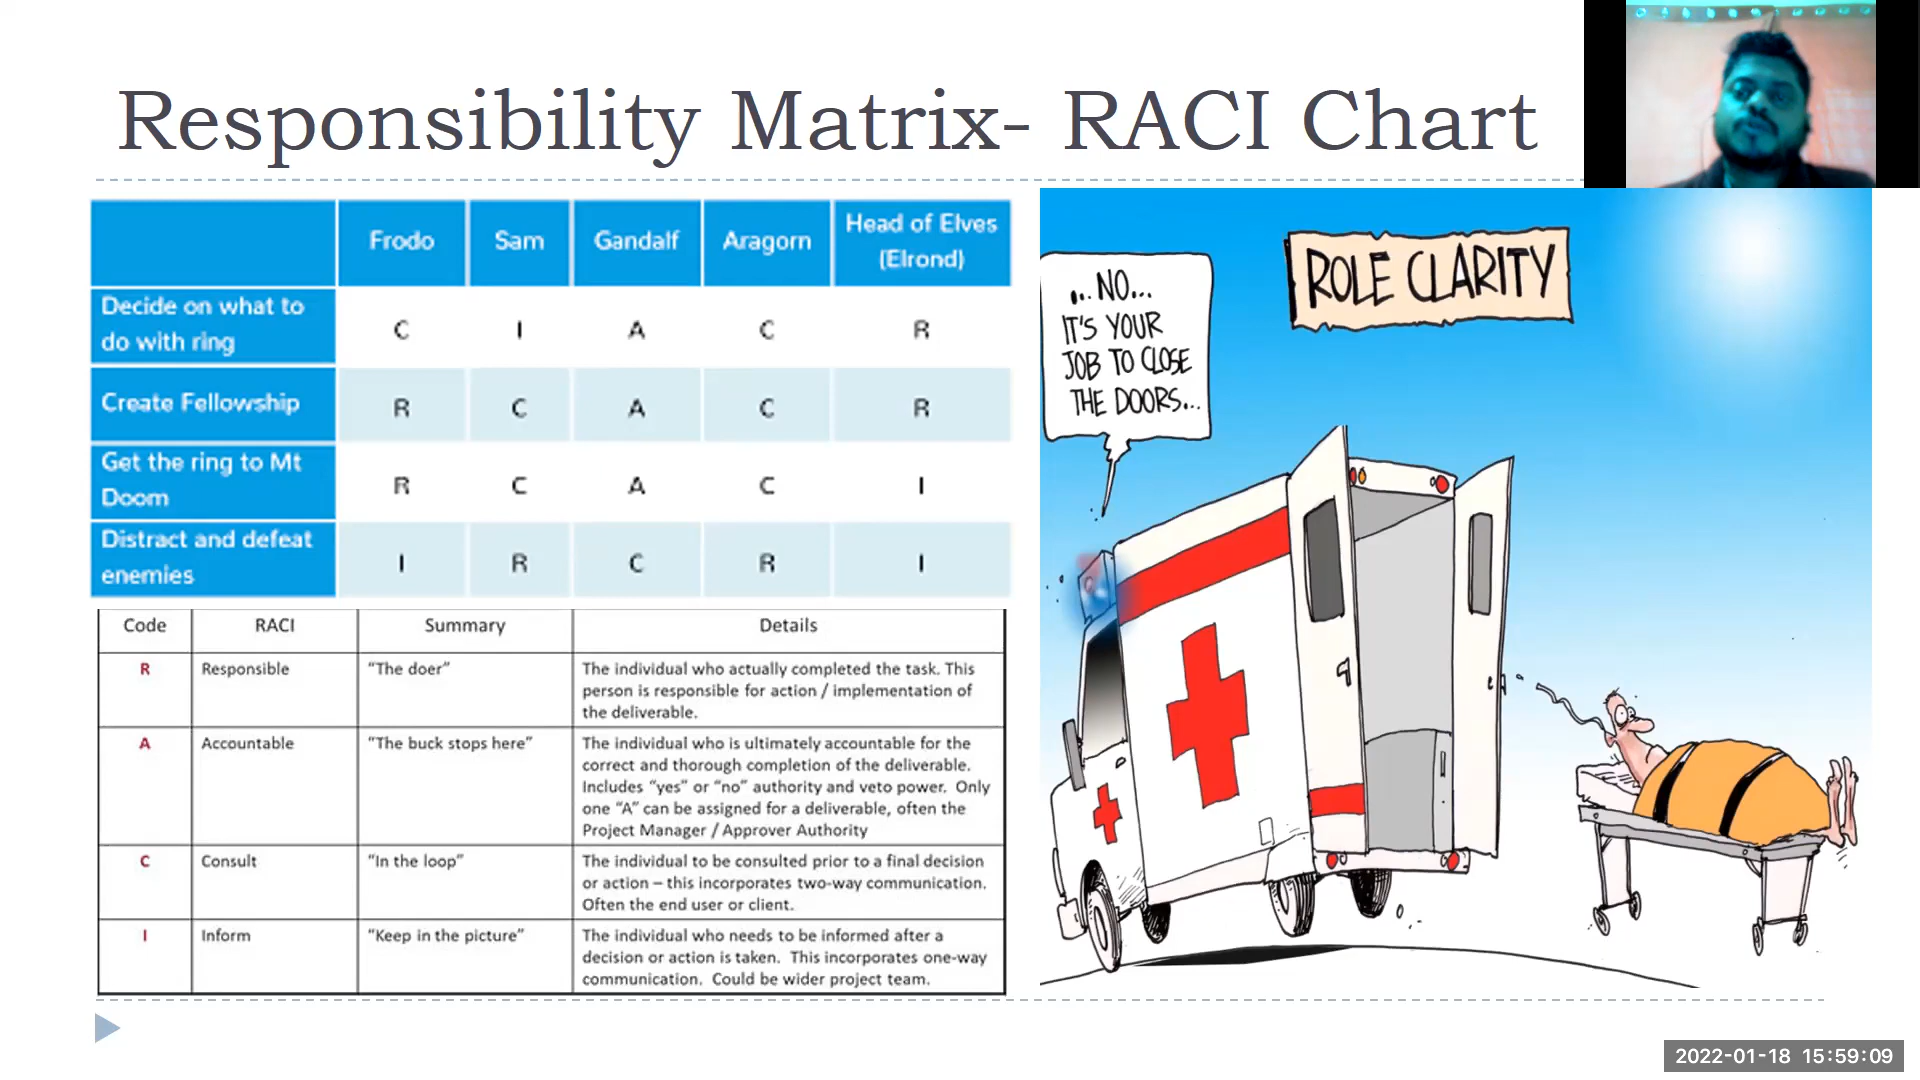 Responsibility Matrix- RACI Chart
Frodo Sam Gandalf Aragorn Head of Elves
(Elrond)
Decide on what to
do with ring
C I A C R
Create Fellowship R C A C R
Get the ring to Mt
Doom
R C A C I
Distract and defeat
enemies
I R C R I
Code RACI Summary Details
R Responsible “The doer” The individual who actually completed the task. This
person is responsible for action / implementation of
the deliverable.
A Accountable “The buck stops here” The individual who is ultimately accountable for the
correct and thorough completion of the deliverable.
Includes “yes” or “no” authority and veto power. Only
one “A” can be assigned for a deliverable, often the
Project Manager / Approver Authority
C Consult “In the loop” The individual to be consulted prior to a final decision
or action – this incorporates two-way communication.
Often the end user or client.
I Inform “Keep in the picture” The individual who needs to be informed after a
decision or action is taken. This incorporates one-way
communication. Could be wider project team.
ROLE CLARITY
... NO...
IT'S YOUR
JOB TO CLOSE
THE DOORS...
2022-01-18 15:59:09